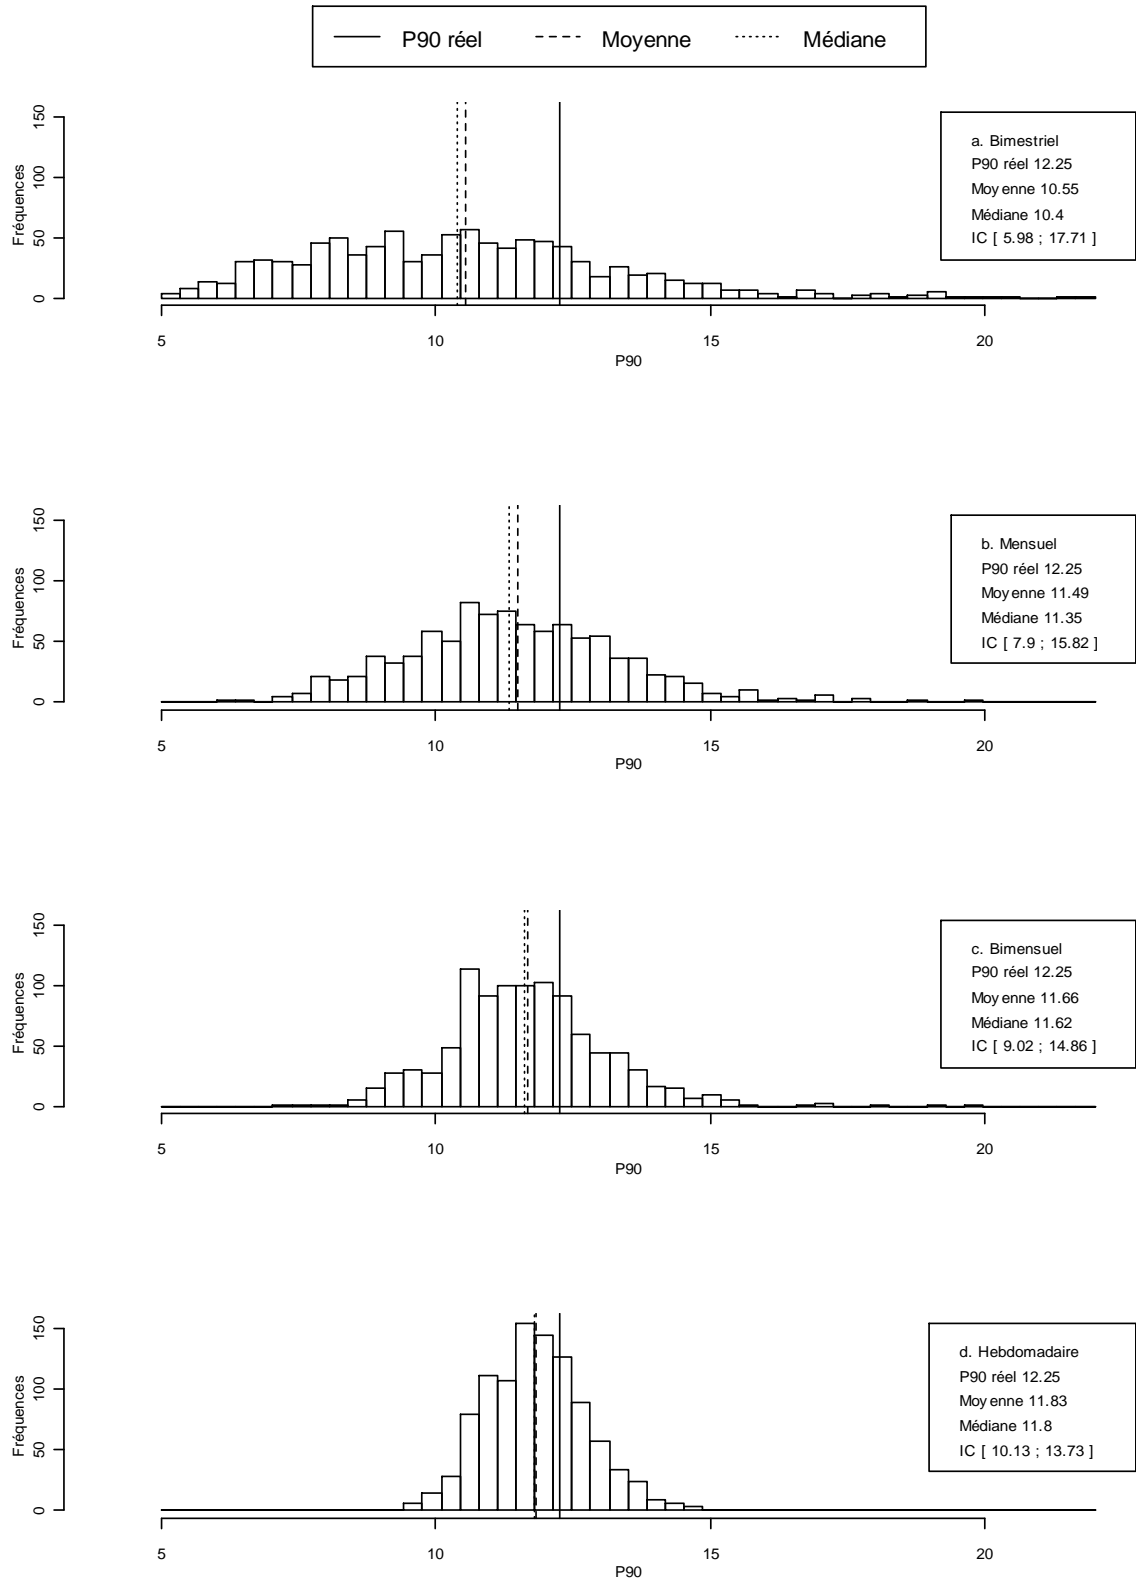 P90 réel Moyenne Médiane
150
100
50
0
Fréquences
5 10 15 20
P90
a. Bimestriel
P90 réel 12.25
Moyenne 10.55
Médiane 10.4
IC [ 5.98 ; 17.71 ]
150
100
50
0
Fréquences
5 10 15 20
P90
b. Mensuel
P90 réel 12.25
Moyenne 11.49
Médiane 11.35
IC [ 7.9 ; 15.82 ]
150
100
50
0
Fréquences
5 10 15 20
P90
c. Bimensuel
P90 réel 12.25
Moyenne 11.66
Médiane 11.62
IC [ 9.02 ; 14.86 ]
150
100
50
0
Fréquences
5 10 15 20
P90
d. Hebdomadaire
P90 réel 12.25
Moyenne 11.83
Médiane 11.8
IC [ 10.13 ; 13.73 ]